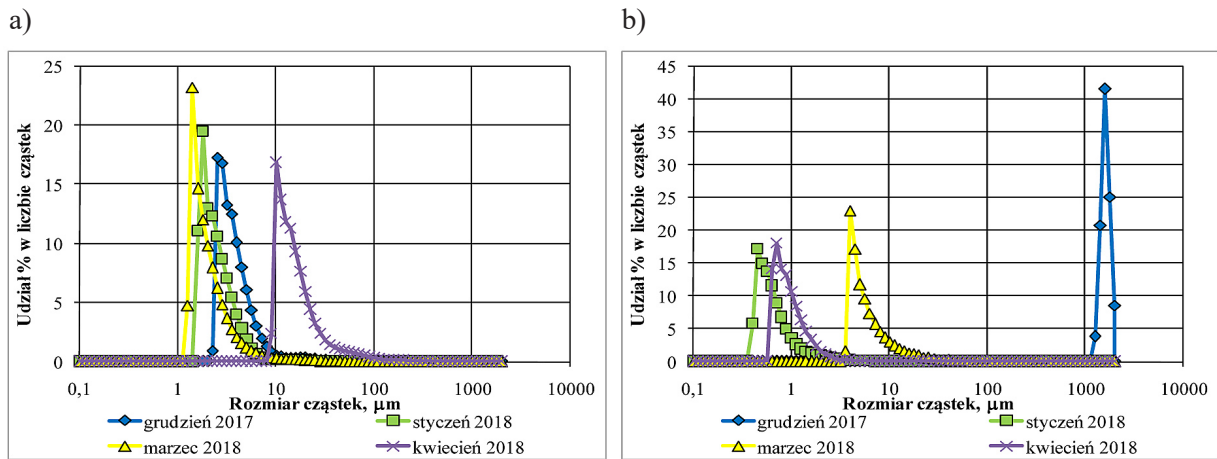 a)
25
20
15
10
5
0
Udział % w liczbie cząstek
0,1 1 10 100 1000 10000
Rozmiar cząstek, μm
grudzień 2017 styczeń 2018
marzec 2018 kwiecień 2018
b)
45
40
35
30
25
20
15
10
5
0
Udział % w liczbie cząstek
0,1 1 10 100 1000 10000
Rozmiar cząstek, μm
grudzień 2017 styczeń 2018
marzec 2018 kwiecień 2018